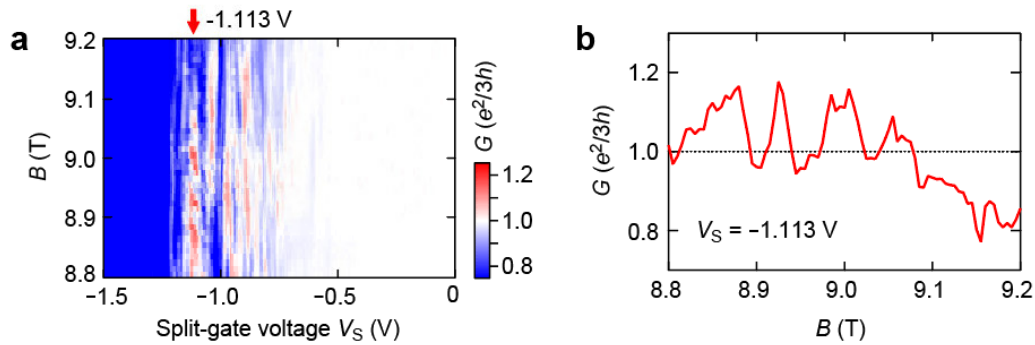 -1.113 V
a
9.2
9.1
9.0
8.9
8.8
B (T)
−1.5
−1.0
−0.5
0
Split-gate voltage VS (V)
G (e²/3h)
1.2
1.0
0.8
b
1.2
1.0
0.8
G (e²/3h)
VS = −1.113 V
8.8
8.9
9.0
9.1
9.2
B (T)